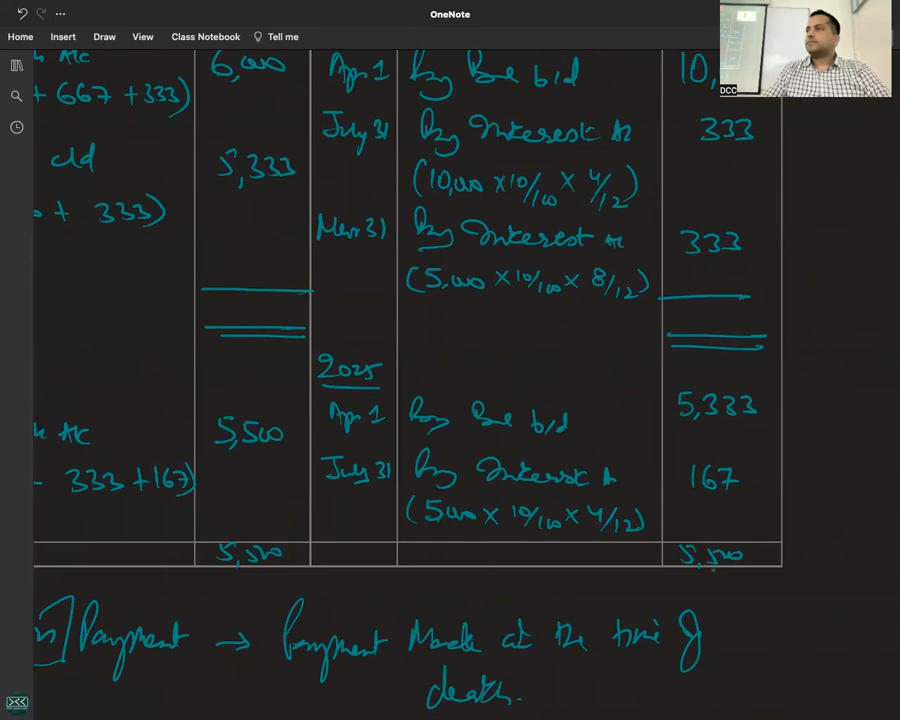 OneNote
Home Insert Draw View Class Notebook Tell me
DCC
A/c 6,000 Apr 1 By Bal b/d 10,
+ 667 + 333)
July 31 By Interest A/c 333
c/d 5,333
(10,000 × 10/100 × 4/12)
+ 333)
Mar 31 By Interest A/c 333
(5,000 × 10/100 × 8/12)
2025
Apr 1 By Bal b/d 5,333
A/c 5,500
333 + 167) July 31 By Interest A/c 167
(5,000 × 10/100 × 4/12)
5,500 5,500
Payment → Payment Made at the time of
death.